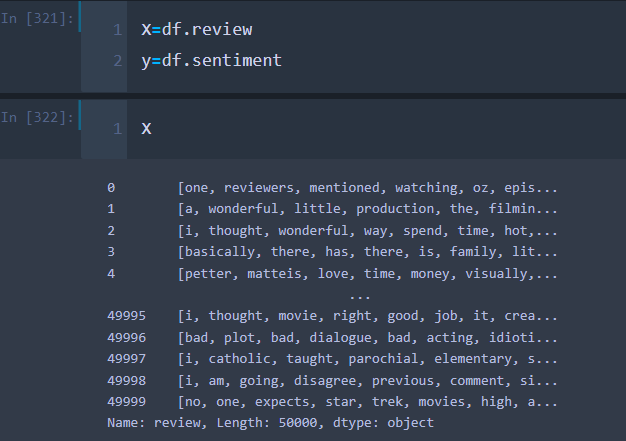 In [321]:
1 X=df.review
2 y=df.sentiment
In [322]:
1 X
0 [one, reviewers, mentioned, watching, oz, epis...
1 [a, wonderful, little, production, the, filmin...
2 [i, thought, wonderful, way, spend, time, hot,...
3 [basically, there, has, there, is, family, lit...
4 [petter, matteis, love, time, money, visually,...
...
49995 [i, thought, movie, right, good, job, it, crea...
49996 [bad, plot, bad, dialogue, bad, acting, idioti...
49997 [i, catholic, taught, parochial, elementary, s...
49998 [i, am, going, disagree, previous, comment, si...
49999 [no, one, expects, star, trek, movies, high, a...
Name: review, Length: 50000, dtype: object